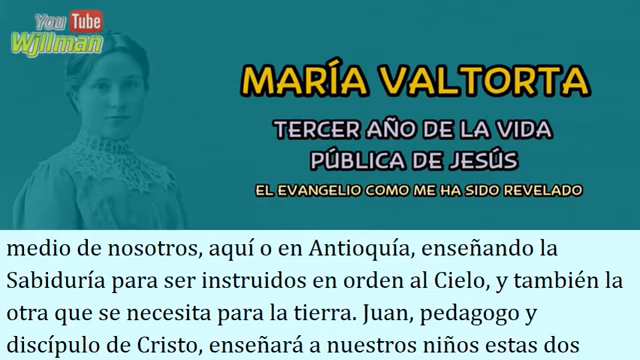 You Tube
Wjllman
MARÍA VALTORTA
TERCER AÑO DE LA VIDA
PÚBLICA DE JESÚS
EL EVANGELIO COMO ME HA SIDO REVELADO
medio de nosotros, aquí o en Antioquía, enseñando la
Sabiduría para ser instruidos en orden al Cielo, y también la
otra que se necesita para la tierra. Juan, pedagogo y
discípulo de Cristo, enseñará a nuestros niños estas dos